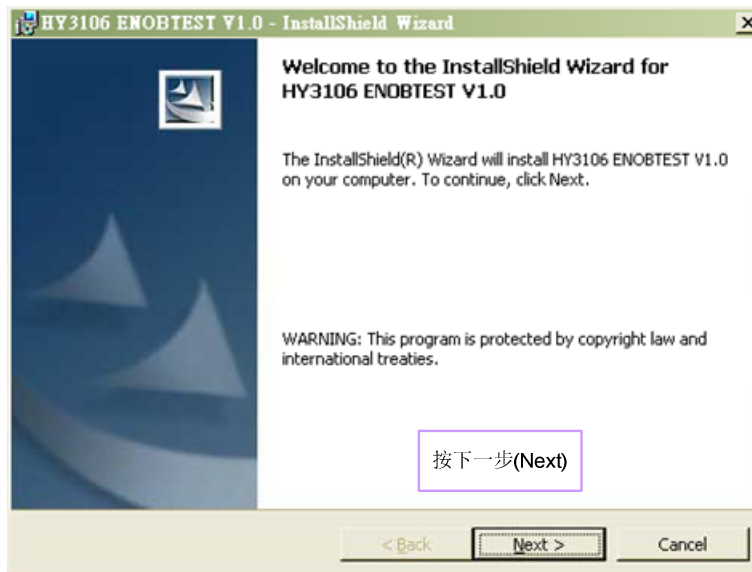 HY3106 ENOBTEST V1.0 - InstallShield Wizard
Welcome to the InstallShield Wizard for
HY3106 ENOBTEST V1.0
The InstallShield(R) Wizard will install HY3106 ENOBTEST V1.0
on your computer. To continue, click Next.
WARNING: This program is protected by copyright law and
international treaties.
按下一步(Next)
< Back
Next >
Cancel